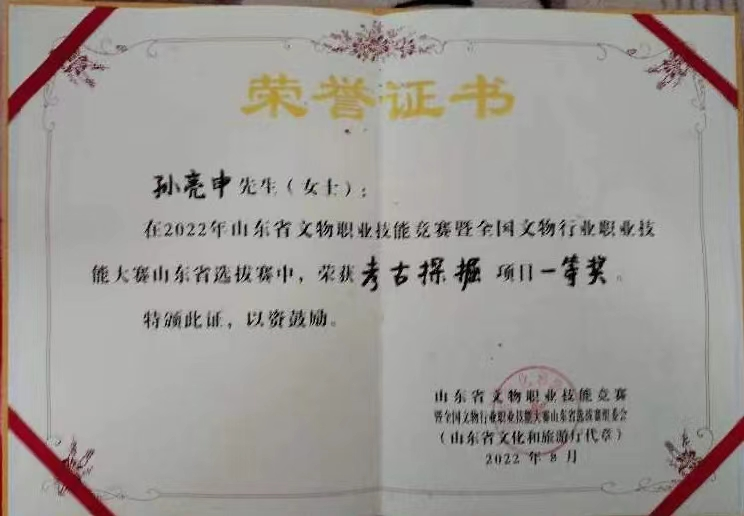 荣誉证书
孙亮申先生（女士）：
在2022年山东省文物职业技能竞赛暨全国文物行业职业技
能大赛山东省选拔赛中，荣获考古探掘项目一等奖。
特颁此证，以资鼓励。
山东省文物职业技能竞赛
暨全国文物行业职业技能大赛山东省选拔赛组委会
（山东省文化和旅游厅代章）
2022年8月